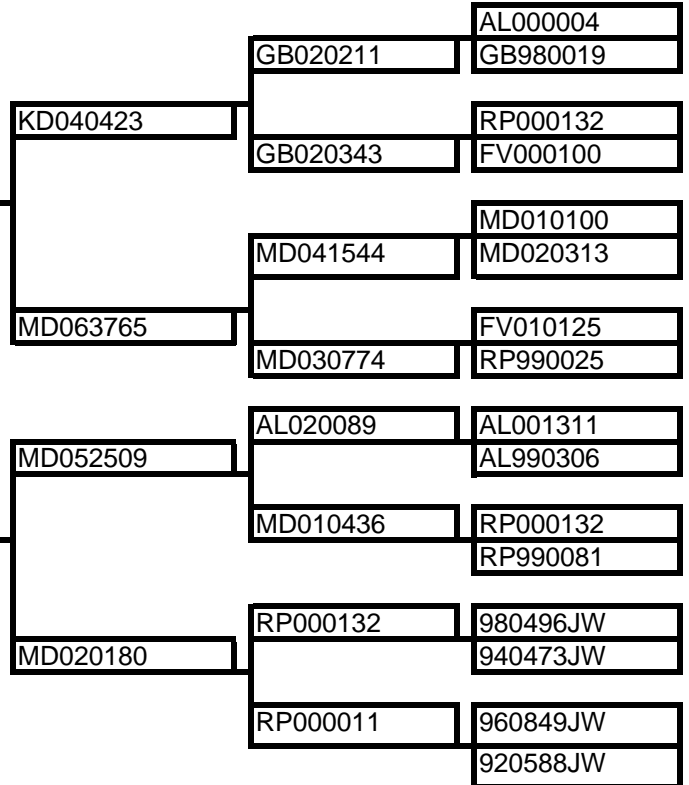 AL000004
GB020211
GB980019
KD040423
RP000132
GB020343
FV000100
MD010100
MD041544
MD020313
MD063765
FV010125
MD030774
RP990025
AL020089
AL001311
MD052509
AL990306
MD010436
RP000132
RP990081
RP000132
980496JW
MD020180
940473JW
RP000011
960849JW
920588JW